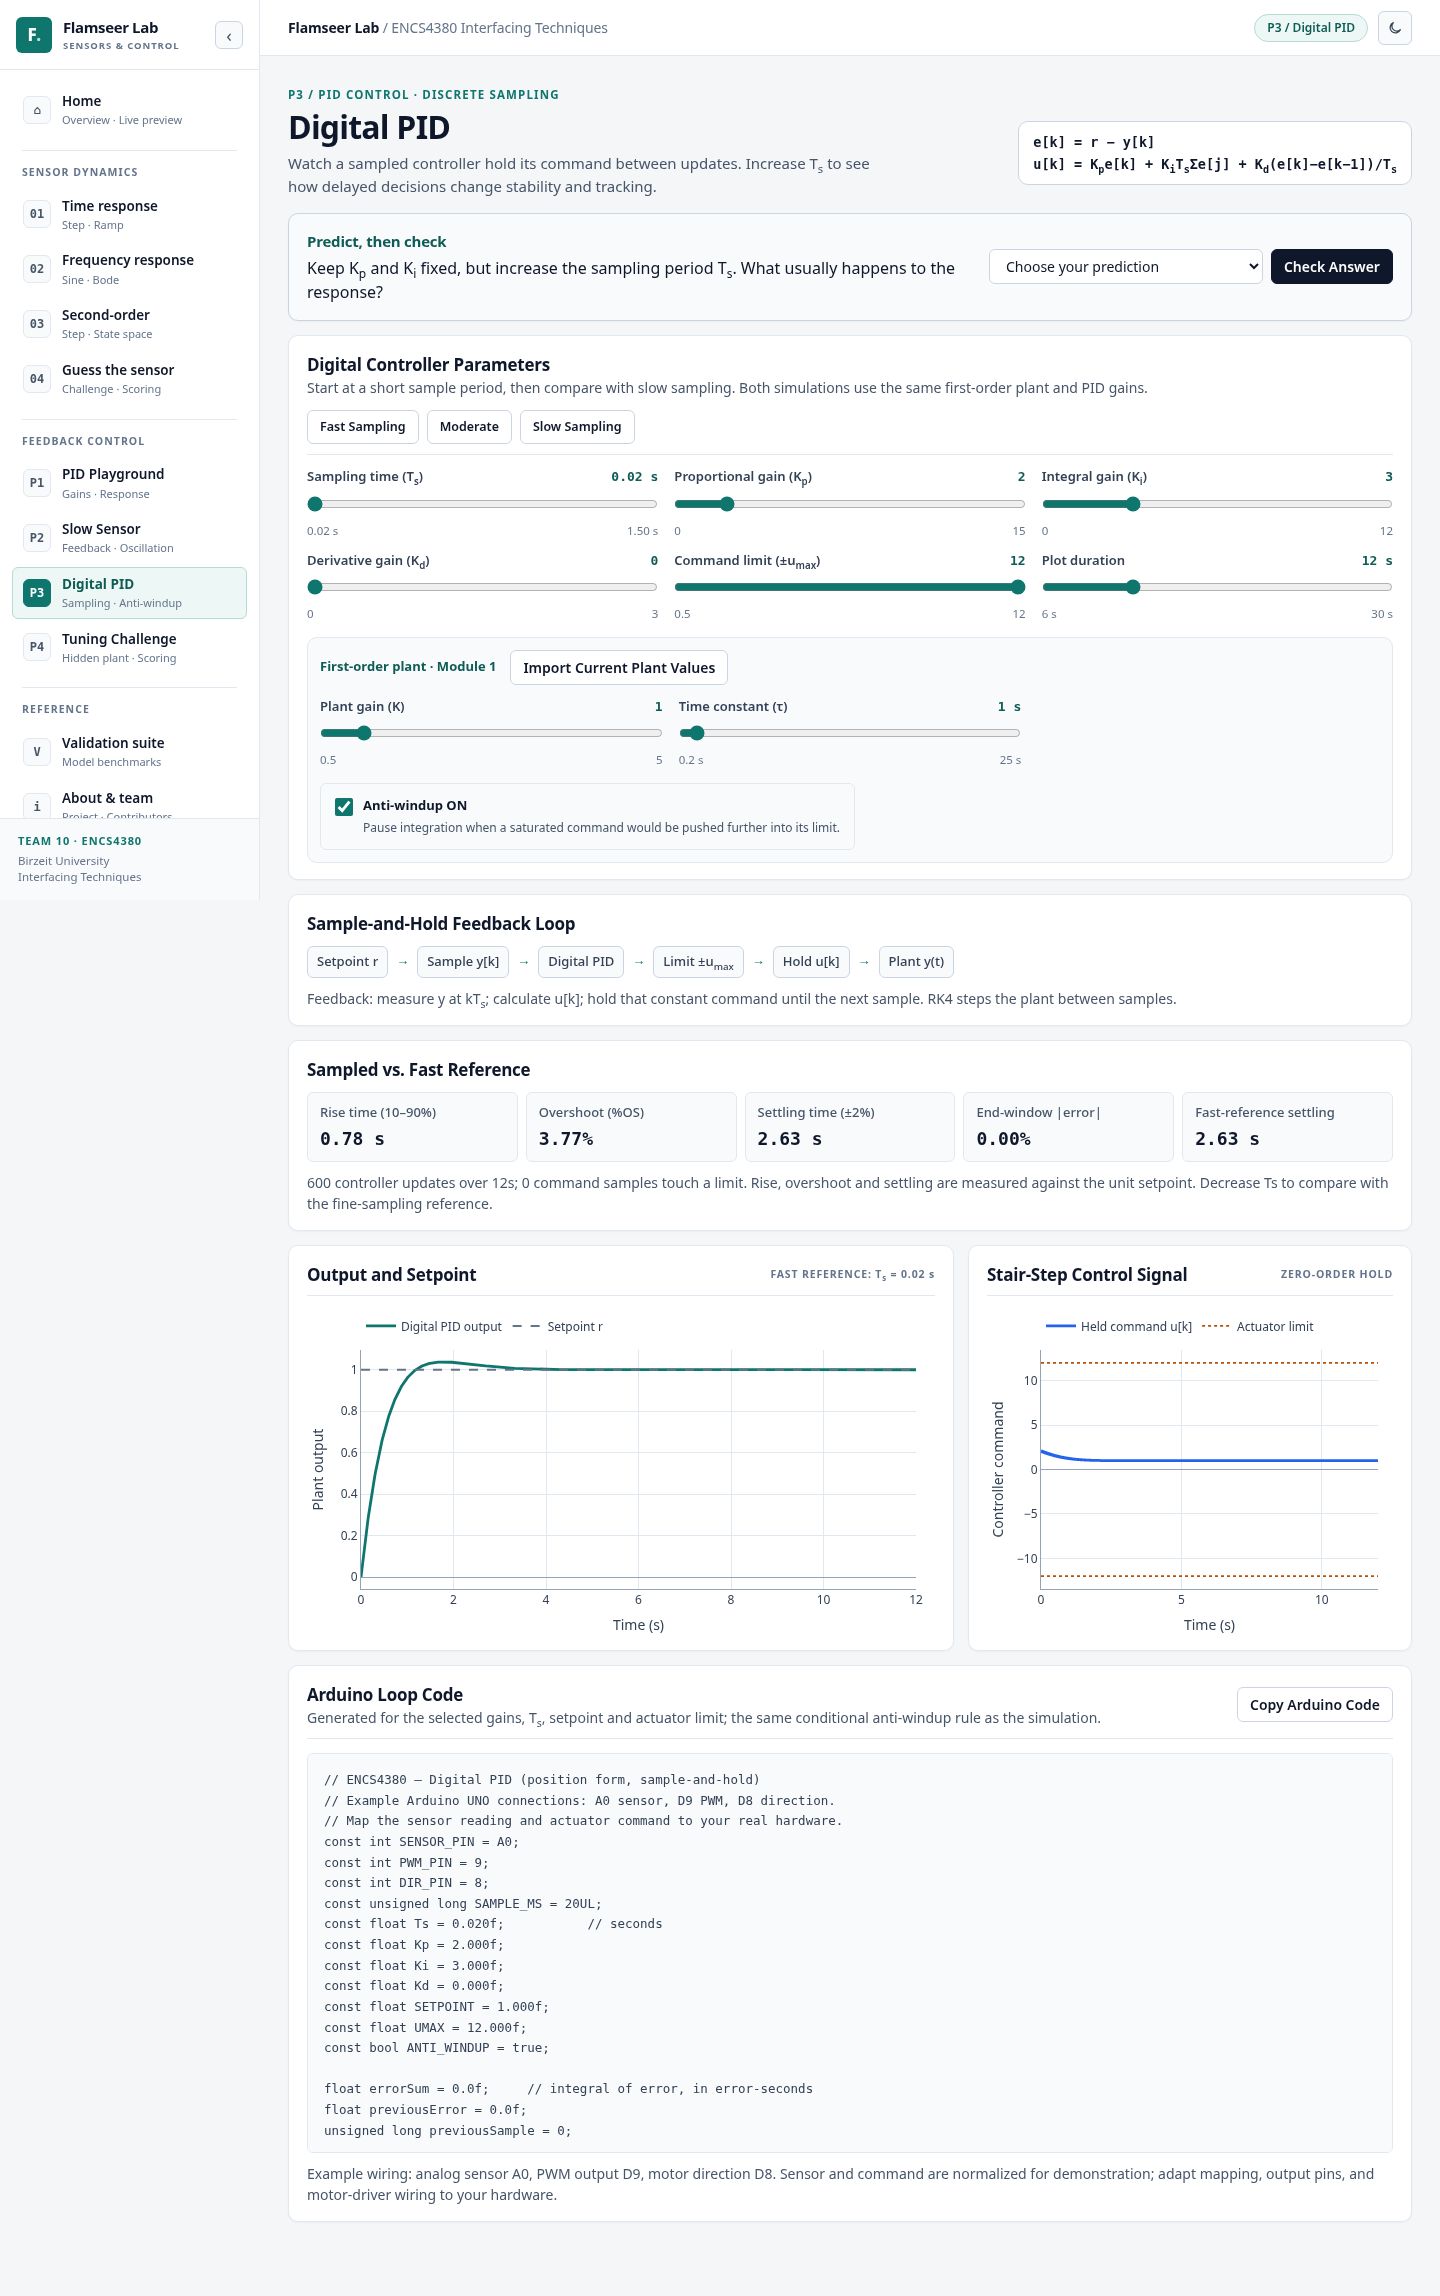 F.
Flamseer Lab
SENSORS & CONTROL
‹
Flamseer Lab / ENCS4380 Interfacing Techniques
P3 / Digital PID
⌂
Home
Overview · Live preview
SENSOR DYNAMICS
01
Time response
Step · Ramp
02
Frequency response
Sine · Bode
03
Second-order
Step · State space
04
Guess the sensor
Challenge · Scoring
FEEDBACK CONTROL
P1
PID Playground
Gains · Response
P2
Slow Sensor
Feedback · Oscillation
P3
Digital PID
Sampling · Anti-windup
P4
Tuning Challenge
Hidden plant · Scoring
REFERENCE
V
Validation suite
Model benchmarks
i
About & team
Project · Contributors
TEAM 10 · ENCS4380
Birzeit University
Interfacing Techniques
P3 / PID CONTROL · DISCRETE SAMPLING
Digital PID
Watch a sampled controller hold its command between updates. Increase Ts to see
how delayed decisions change stability and tracking.
e[k] = r − y[k]
u[k] = Kpe[k] + KiTsΣe[j] + Kd(e[k]−e[k−1])/Ts
Predict, then check
Keep Kp and Ki fixed, but increase the sampling period Ts. What usually happens to the
response?
Choose your prediction
Check Answer
Digital Controller Parameters
Start at a short sample period, then compare with slow sampling. Both simulations use the same first-order plant and PID gains.
Fast Sampling
Moderate
Slow Sampling
Sampling time (Ts) 0.02 s
0.02 s 1.50 s
Proportional gain (Kp) 2
0 15
Integral gain (Ki) 3
0 12
Derivative gain (Kd) 0
0 3
Command limit (±umax) 12
0.5 12
Plot duration 12 s
6 s 30 s
First-order plant · Module 1
Import Current Plant Values
Plant gain (K) 1
0.5 5
Time constant (τ) 1 s
0.2 s 25 s
Anti-windup ON
Pause integration when a saturated command would be pushed further into its limit.
Sample-and-Hold Feedback Loop
Setpoint r → Sample y[k] → Digital PID → Limit ±umax → Hold u[k] → Plant y(t)
Feedback: measure y at kTs; calculate u[k]; hold that constant command until the next sample. RK4 steps the plant between samples.
Sampled vs. Fast Reference
Rise time (10–90%)
0.78 s
Overshoot (%OS)
3.77%
Settling time (±2%)
2.63 s
End-window |error|
0.00%
Fast-reference settling
2.63 s
600 controller updates over 12s; 0 command samples touch a limit. Rise, overshoot and settling are measured against the unit setpoint. Decrease Ts to compare with
the fine-sampling reference.
Output and Setpoint
FAST REFERENCE: Ts = 0.02 s
Digital PID output
Setpoint r
1
0.8
0.6
0.4
0.2
0
Plant output
0 2 4 6 8 10 12
Time (s)
Stair-Step Control Signal
ZERO-ORDER HOLD
Held command u[k]
Actuator limit
10
5
0
−5
−10
Controller command
0 5 10
Time (s)
Arduino Loop Code
Generated for the selected gains, Ts, setpoint and actuator limit; the same conditional anti-windup rule as the simulation.
Copy Arduino Code
// ENCS4380 — Digital PID (position form, sample-and-hold)
// Example Arduino UNO connections: A0 sensor, D9 PWM, D8 direction.
// Map the sensor reading and actuator command to your real hardware.
const int SENSOR_PIN = A0;
const int PWM_PIN = 9;
const int DIR_PIN = 8;
const unsigned long SAMPLE_MS = 20UL;
const float Ts = 0.020f;           // seconds
const float Kp = 2.000f;
const float Ki = 3.000f;
const float Kd = 0.000f;
const float SETPOINT = 1.000f;
const float UMAX = 12.000f;
const bool ANTI_WINDUP = true;
float errorSum = 0.0f;     // integral of error, in error-seconds
float previousError = 0.0f;
unsigned long previousSample = 0;
Example wiring: analog sensor A0, PWM output D9, motor direction D8. Sensor and command are normalized for demonstration; adapt mapping, output pins, and
motor-driver wiring to your hardware.